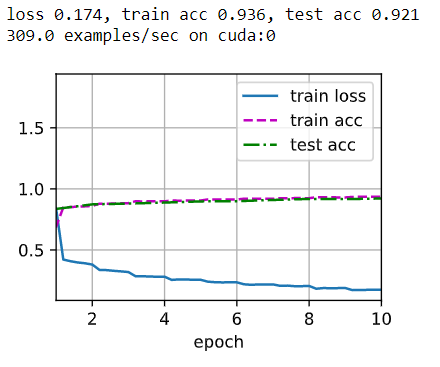 loss 0.174, train acc 0.936, test acc 0.921
309.0 examples/sec on cuda:0
train loss
train acc
test acc
1.5
1.0
0.5
2 4 6 8 10
epoch